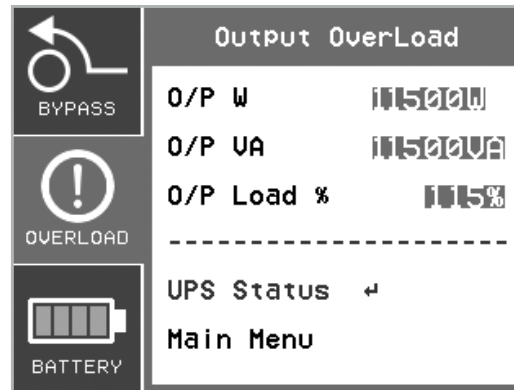 Output OverLoad
BYPASS
O/P W 11500W
O/P VA 11500VA
O/P Load % 115%
OVERLOAD
UPS Status ↵
Main Menu
BATTERY